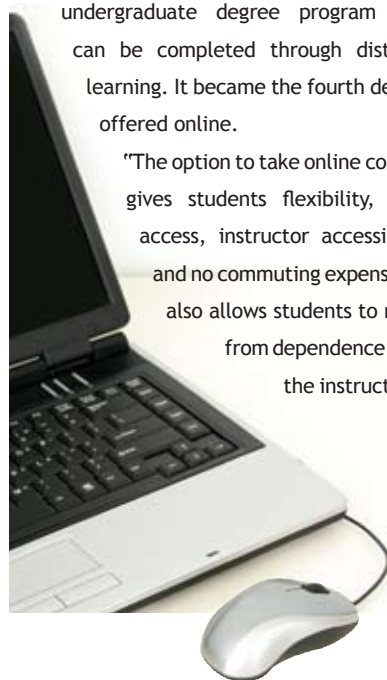 undergraduate degree program
can be completed through dist
learning. It became the fourth de
offered online.
"The option to take online co
gives students flexibility,
access, instructor accessi
and no commuting expens
also allows students to
from dependence
the instruct